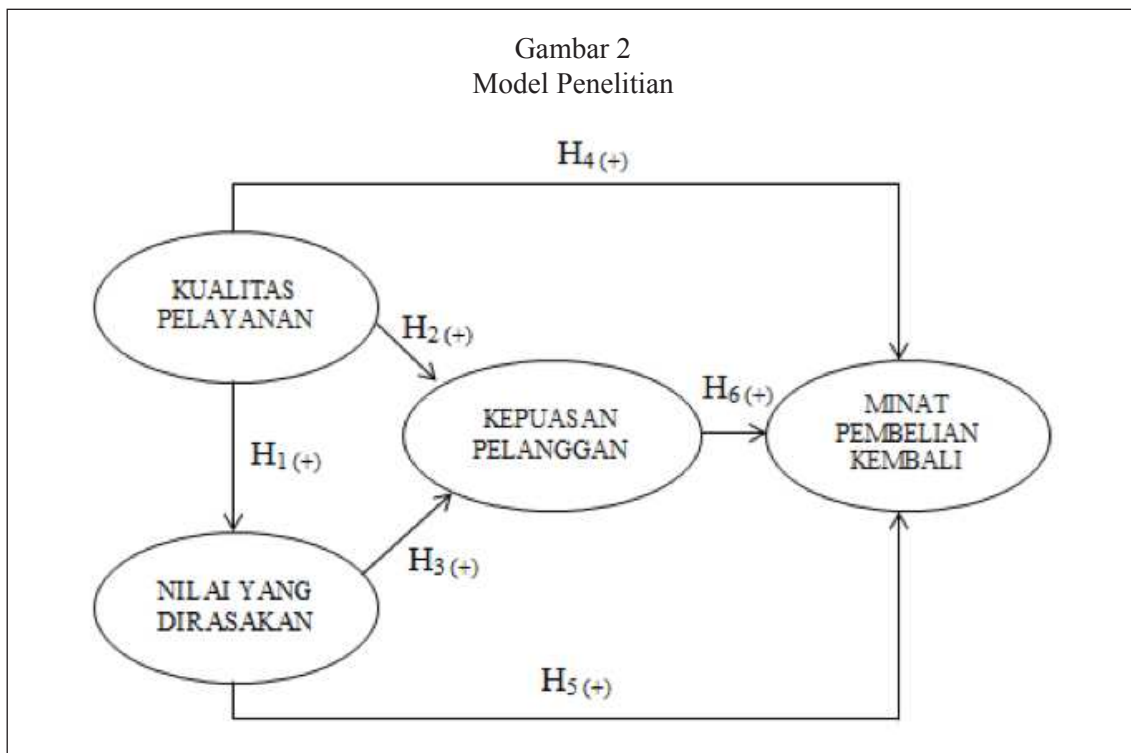 Gambar 2
Model Penelitian
H4 (+)
KUALITAS
PELAYANAN
H2 (+)
KEPUASAN
PELANGGAN
H6 (+)
MINAT
PEMBELIAN
KEMBALI
H1 (+)
H3 (+)
NILAI YANG
DIRASAKAN
H5 (+)